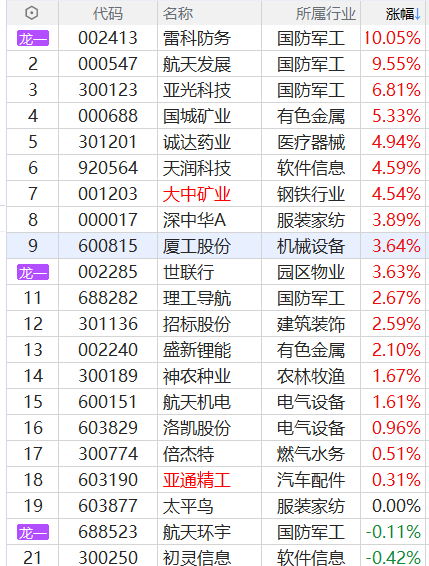 代码 名称 所属行业 涨幅↓
龙一 002413 雷科防务 国防军工 10.05%
2 000547 航天发展 国防军工 9.55%
3 300123 亚光科技 国防军工 6.81%
4 000688 国城矿业 有色金属 5.33%
5 301201 诚达药业 医疗器械 4.94%
6 920564 天润科技 软件信息 4.59%
7 001203 大中矿业 钢铁行业 4.54%
8 000017 深中华A 服装家纺 3.89%
9 600815 厦工股份 机械设备 3.64%
龙一 002285 世联行 园区物业 3.63%
11 688282 理工导航 国防军工 2.67%
12 301136 招标股份 建筑装饰 2.59%
13 002240 盛新锂能 有色金属 2.10%
14 300189 神农种业 农林牧渔 1.67%
15 600151 航天机电 电气设备 1.61%
16 603829 洛凯股份 电气设备 0.96%
17 300774 倍杰特 燃气水务 0.51%
18 603190 亚通精工 汽车配件 0.31%
19 603877 太平鸟 服装家纺 0.00%
龙一 688523 航天环宇 国防军工 -0.11%
21 300250 初灵信息 软件信息 -0.42%